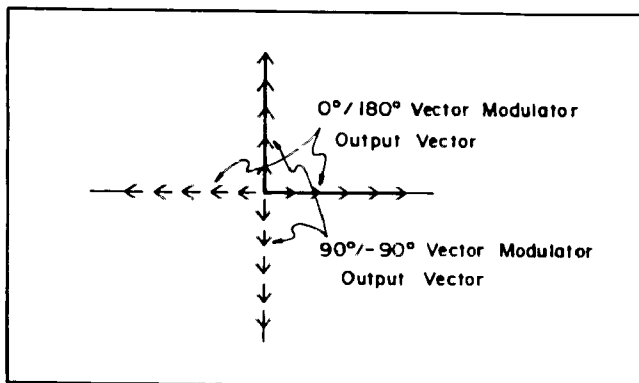 0°/180° Vector Modulator
Output Vector
90°/-90° Vector Modulator
Output Vector